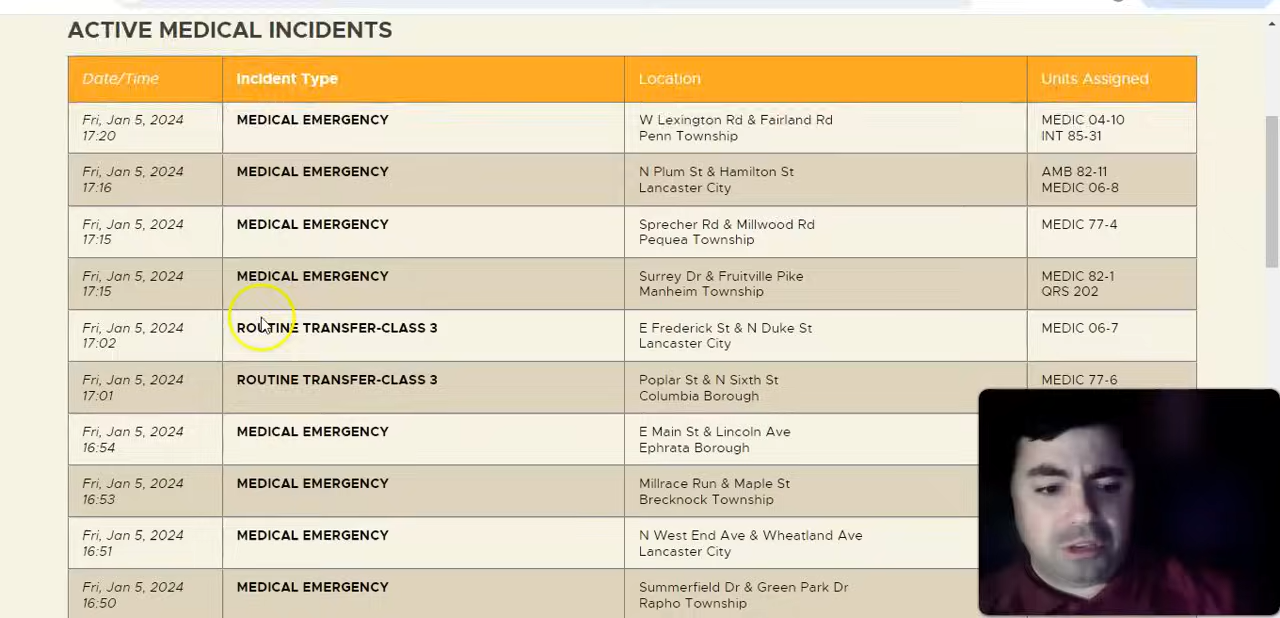 ACTIVE MEDICAL INCIDENTS
Date/Time Incident Type Location Units Assigned
Fri, Jan 5, 2024 MEDICAL EMERGENCY W Lexington Rd & Fairland Rd MEDIC 04-10
17:20 Penn Township INT 85-31
Fri, Jan 5, 2024 MEDICAL EMERGENCY N Plum St & Hamilton St AMB 82-11
17:16 Lancaster City MEDIC 06-8
Fri, Jan 5, 2024 MEDICAL EMERGENCY Sprecher Rd & Millwood Rd MEDIC 77-4
17:15 Pequea Township
Fri, Jan 5, 2024 MEDICAL EMERGENCY Surrey Dr & Fruitville Pike MEDIC 82-1
17:15 Manheim Township QRS 202
Fri, Jan 5, 2024 ROUTINE TRANSFER-CLASS 3 E Frederick St & N Duke St MEDIC 06-7
17:02 Lancaster City
Fri, Jan 5, 2024 ROUTINE TRANSFER-CLASS 3 Poplar St & N Sixth St MEDIC 77-6
17:01 Columbia Borough
Fri, Jan 5, 2024 MEDICAL EMERGENCY E Main St & Lincoln Ave
16:54 Ephrata Borough
Fri, Jan 5, 2024 MEDICAL EMERGENCY Millrace Run & Maple St
16:53 Brecknock Township
Fri, Jan 5, 2024 MEDICAL EMERGENCY N West End Ave & Wheatland Ave
16:51 Lancaster City
Fri, Jan 5, 2024 MEDICAL EMERGENCY Summerfield Dr & Green Park Dr
16:50 Rapho Township